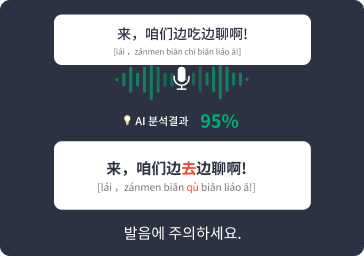 来，咱们边吃边聊啊!
[lái ，zánmen biān chī biān liáo ā!]
AI 분석결과 95%
来，咱们边去边聊啊!
[lái ，zánmen biān qù biān liáo ā!]
발음에 주의하세요.